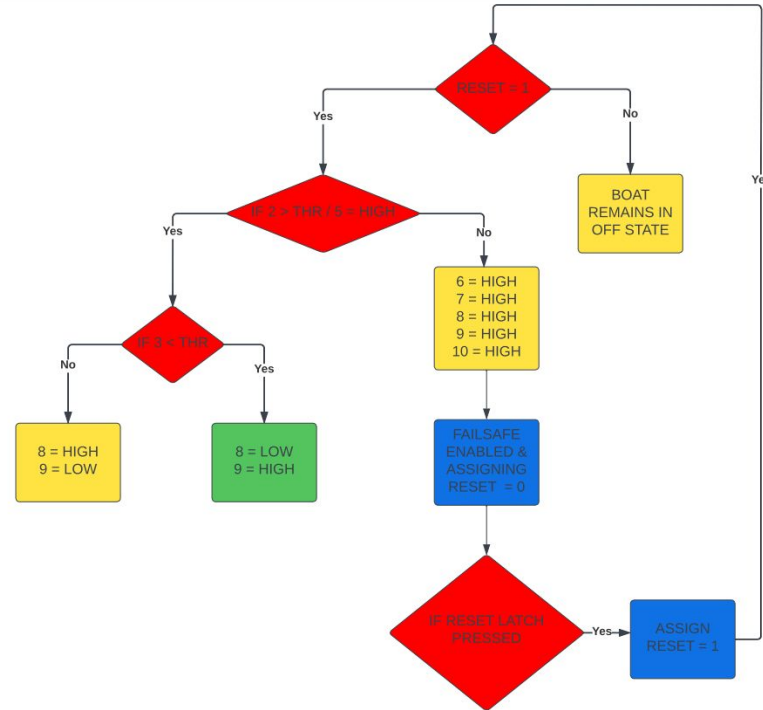 RESET = 1
Yes
No
Ye
IF 2 > THR / 5 = HIGH
BOAT
REMAINS IN
OFF STATE
Yes
No
6 = HIGH
7 = HIGH
8 = HIGH
9 = HIGH
10 = HIGH
IF 3 < THR
No
Yes
8 = HIGH
9 = LOW
8 = LOW
9 = HIGH
FAILSAFE
ENABLED &
ASSIGNING
RESET = 0
IF RESET LATCH
PRESSED
Yes
ASSIGN
RESET = 1